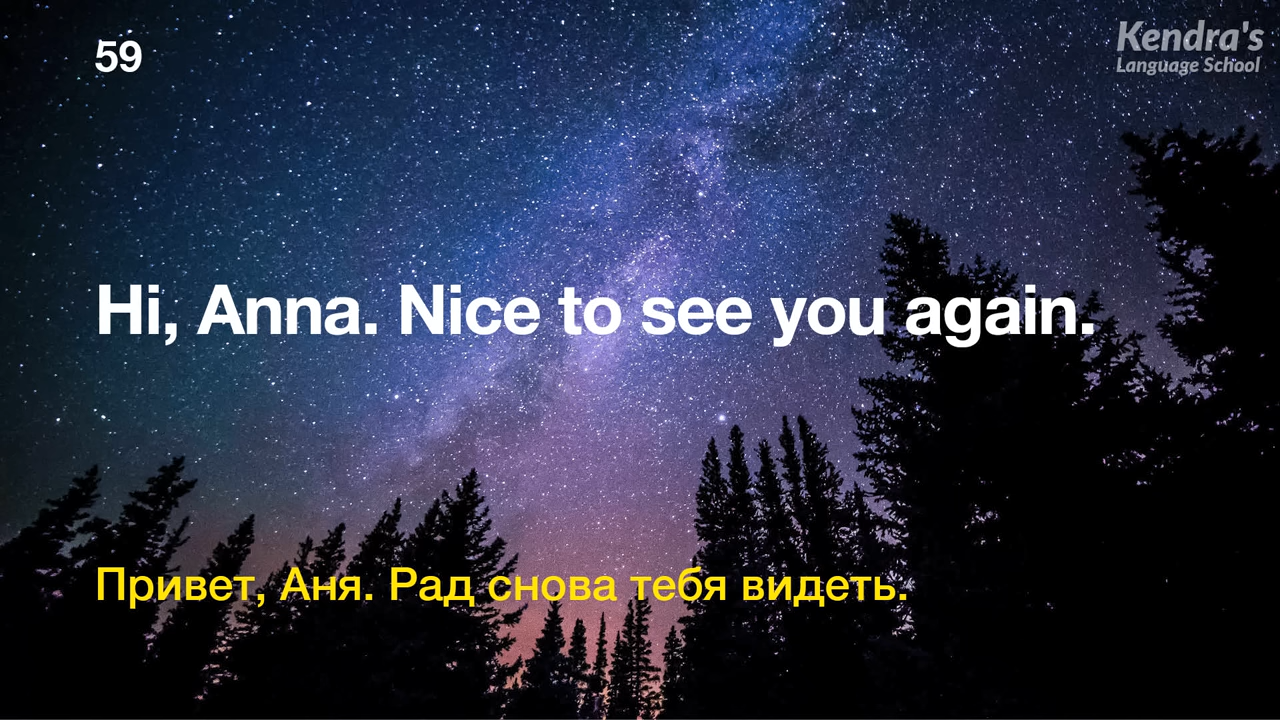 59
Kendra's
Language School
Hi, Anna. Nice to see you again.
Привет, Аня. Рад снова тебя видеть.